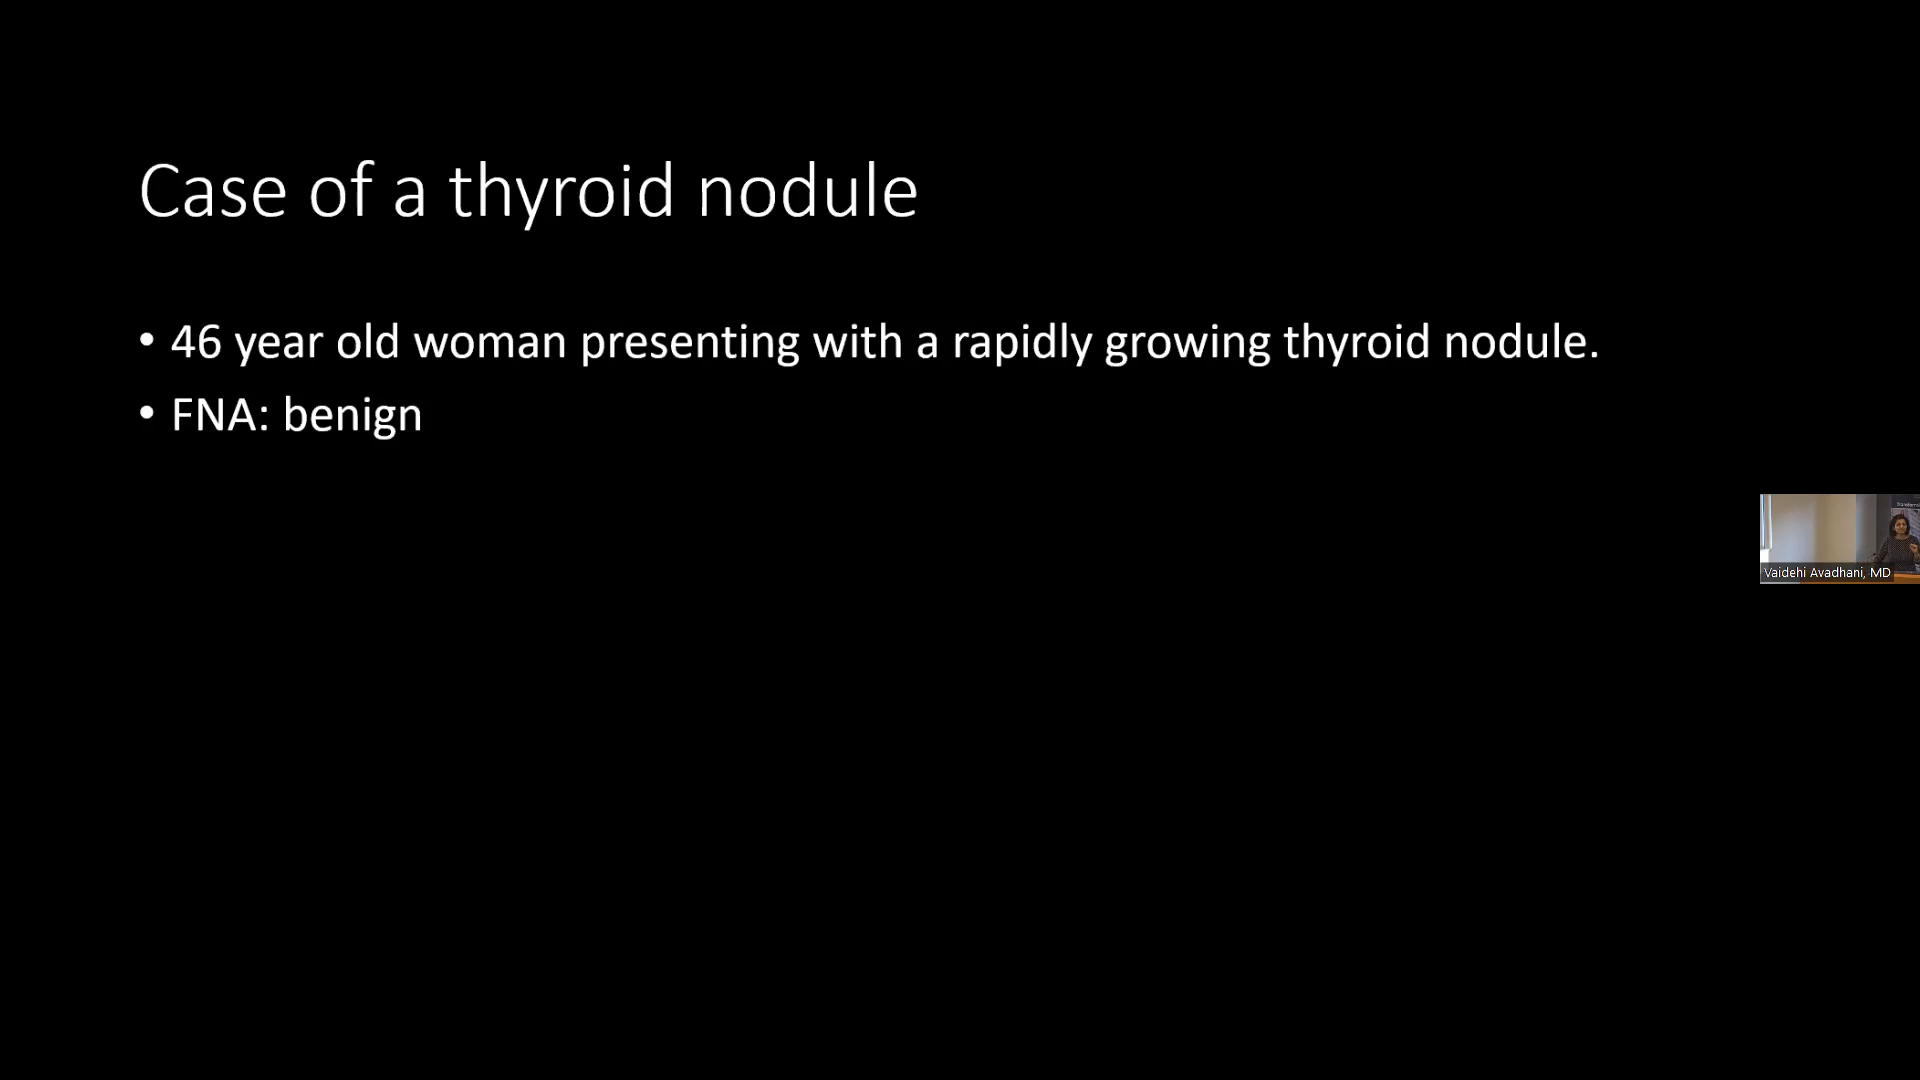 Case of a thyroid nodule
• 46 year old woman presenting with a rapidly growing thyroid nodule.
• FNA: benign
Vaidehi Avadhani, MD